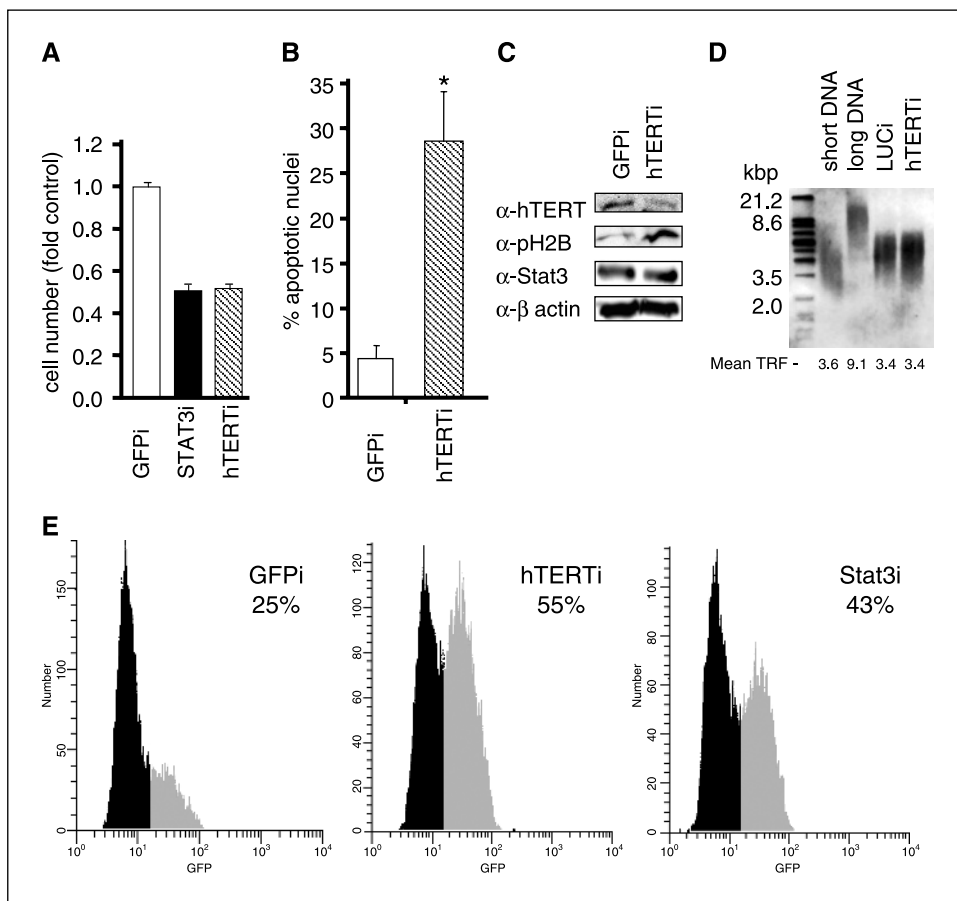 A
cell number (fold control)
1.2
1.0
0.8
0.6
0.4
0.2
0.0
GFPi
STAT3i
hTERTi
B
% apoptotic nuclei
35
30
25
20
15
10
5
0
*
GFPi
hTERTi
C
GFPi
hTERTi
α-hTERT
α-pH2B
α-Stat3
α-β actin
D
short DNA
long DNA
LUCi
hTERTi
kbp
21.2
8.6
3.5
2.0
Mean TRF - 3.6 9.1 3.4 3.4
E
GFPi
25%
Number
150
100
50
0
10⁰ 10¹ 10² 10³ 10⁴
GFP
hTERTi
55%
Number
120
100
80
60
40
20
0
10⁰ 10¹ 10² 10³ 10⁴
GFP
Stat3i
43%
Number
100
80
60
40
20
0
10⁰ 10¹ 10² 10³ 10⁴
GFP